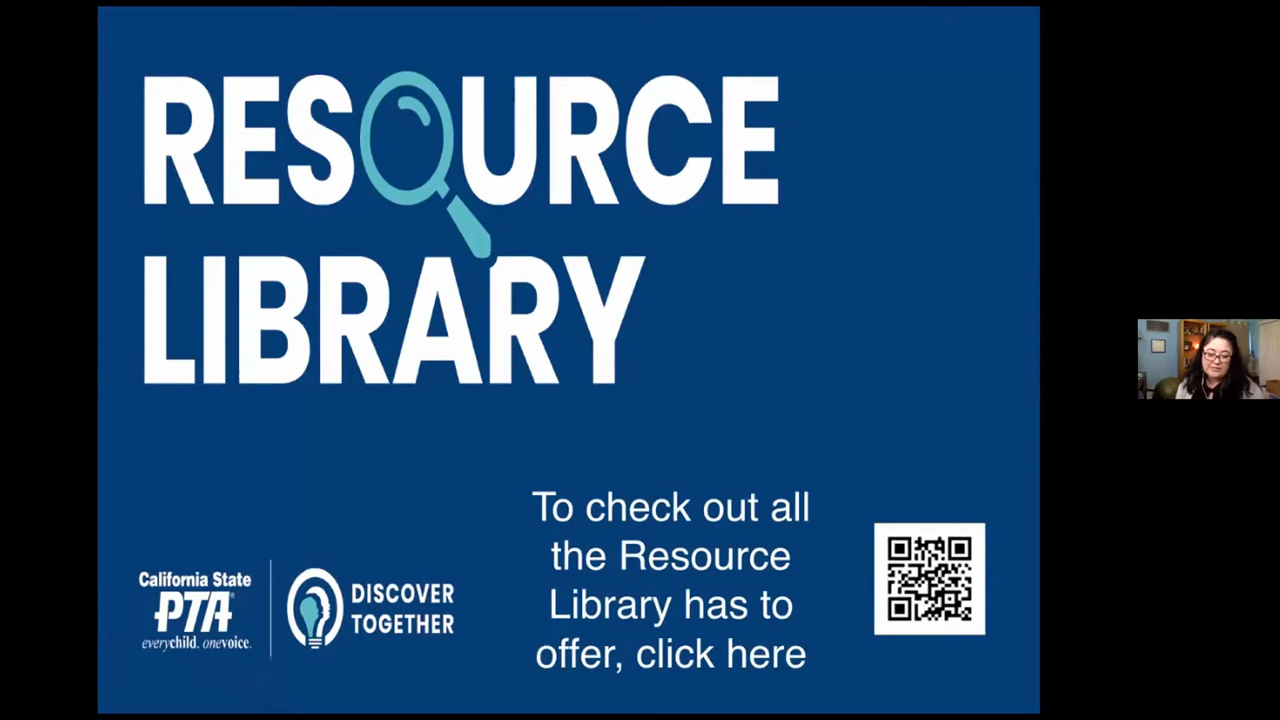 RESOURCE
LIBRARY
To check out all
the Resource
Library has to
offer, click here
California State
PTA®
everychild. onevoice.
DISCOVER
TOGETHER